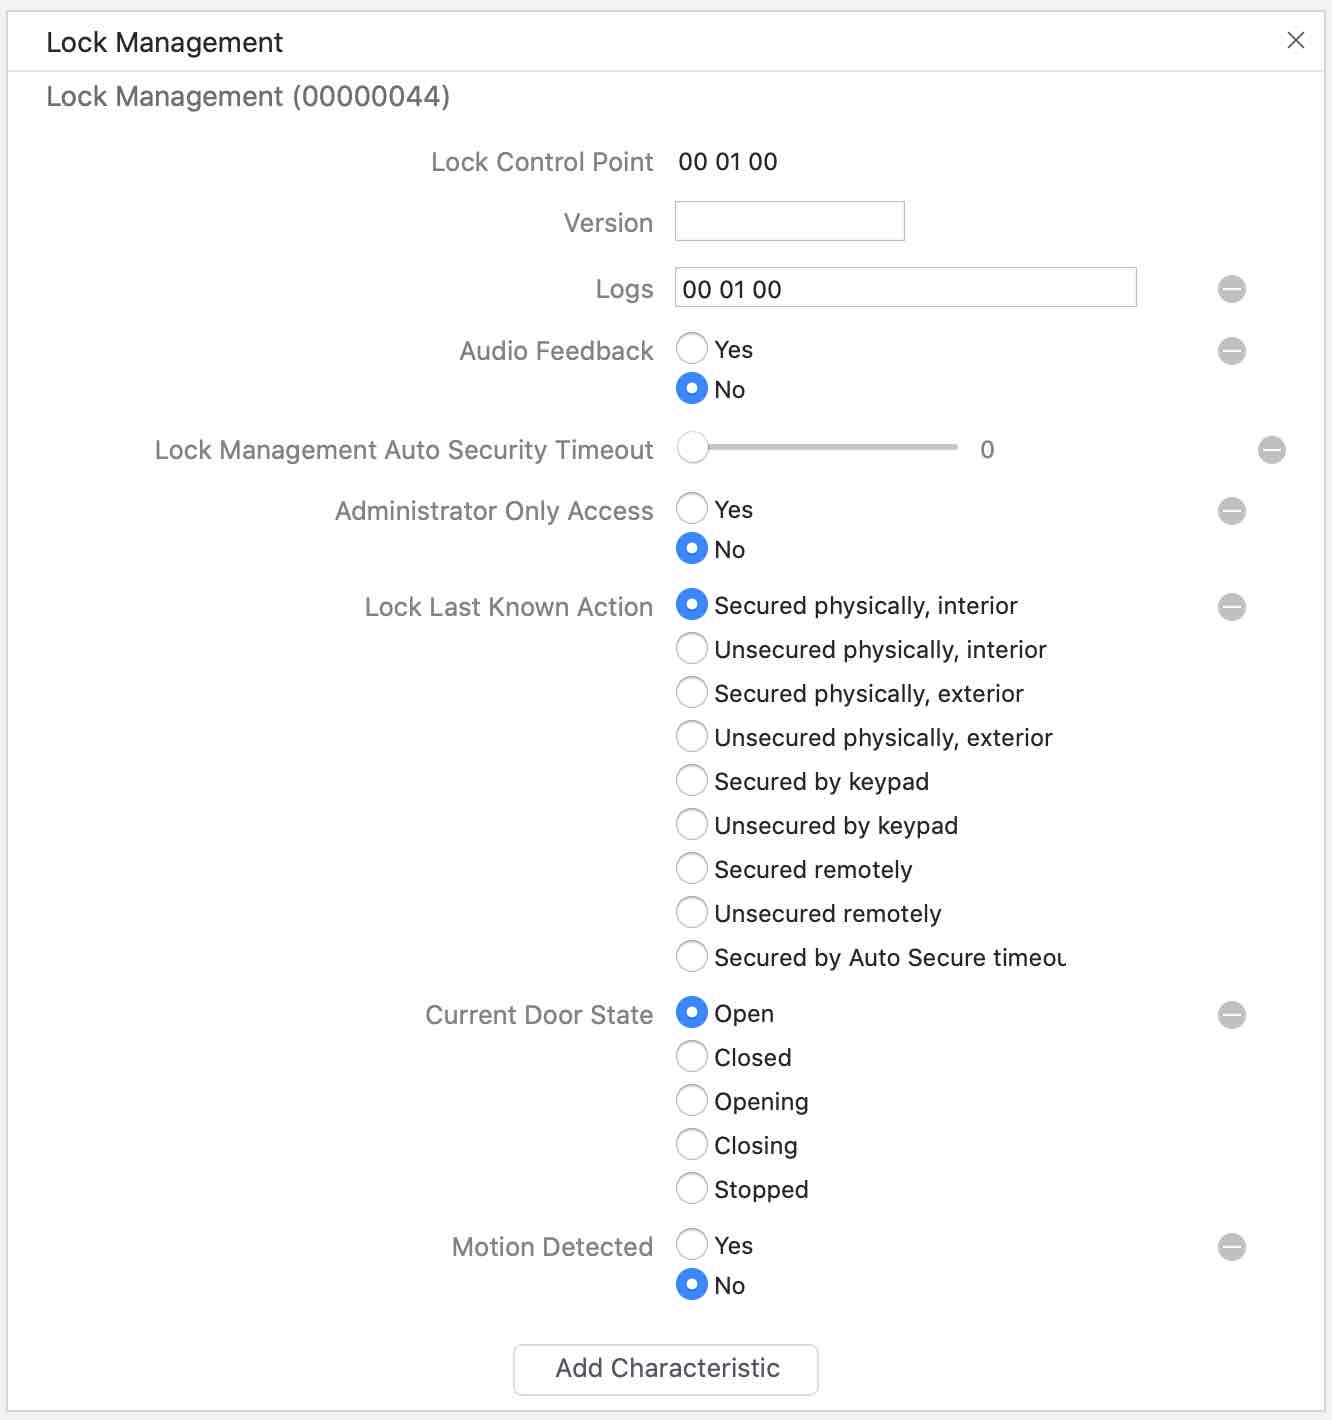 Lock Management
Lock Management (00000044)
Lock Control Point 00 01 00
Version
Logs 00 01 00
Audio Feedback Yes
No
Lock Management Auto Security Timeout 0
Administrator Only Access Yes
No
Lock Last Known Action Secured physically, interior
Unsecured physically, interior
Secured physically, exterior
Unsecured physically, exterior
Secured by keypad
Unsecured by keypad
Secured remotely
Unsecured remotely
Secured by Auto Secure timeou
Current Door State Open
Closed
Opening
Closing
Stopped
Motion Detected Yes
No
Add Characteristic